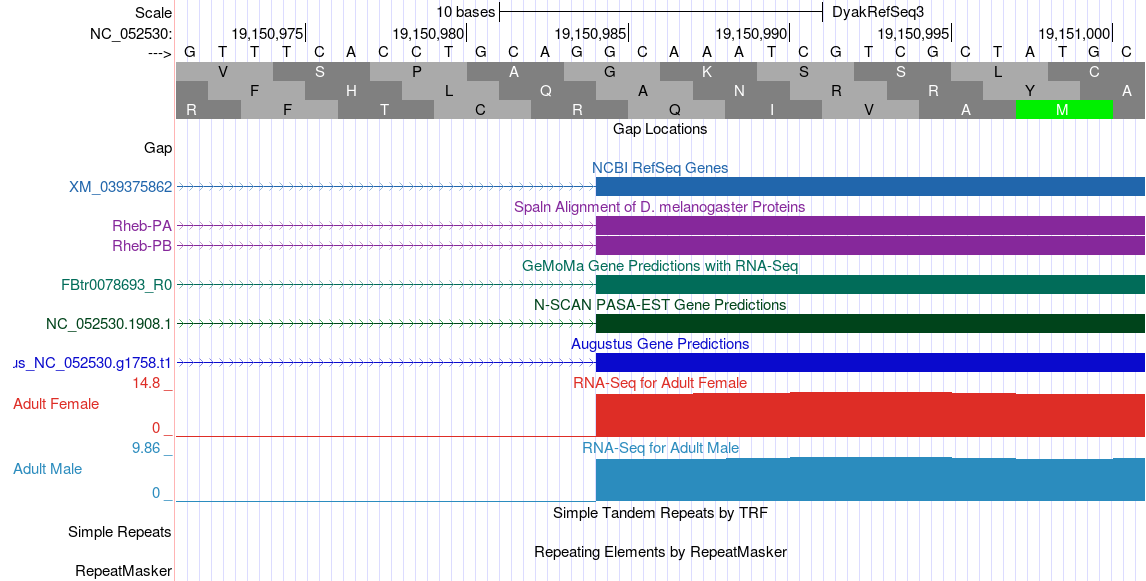 Scale 10 bases DyakRefSeq3
NC_052530: 19,150,975 19,150,980 19,150,985 19,150,990 19,150,995 19,151,000
---> G T T T C A C C T G C A G G C A A A T C G T C G C T A T G C
V S P A G K S S L C
F H L Q A N R R Y A
R F T C R Q I V A M
Gap Locations
Gap
NCBI RefSeq Genes
XM_039375862
Spaln Alignment of D. melanogaster Proteins
Rheb-PA
Rheb-PB
GeMoMa Gene Predictions with RNA-Seq
FBtr0078693_R0
N-SCAN PASA-EST Gene Predictions
NC_052530.1908.1
Augustus Gene Predictions
us_NC_052530.g1758.t1
14.8 _ RNA-Seq for Adult Female
Adult Female
0 _
9.86 _ RNA-Seq for Adult Male
Adult Male
0 _
Simple Tandem Repeats by TRF
Simple Repeats
Repeating Elements by RepeatMasker
RepeatMasker